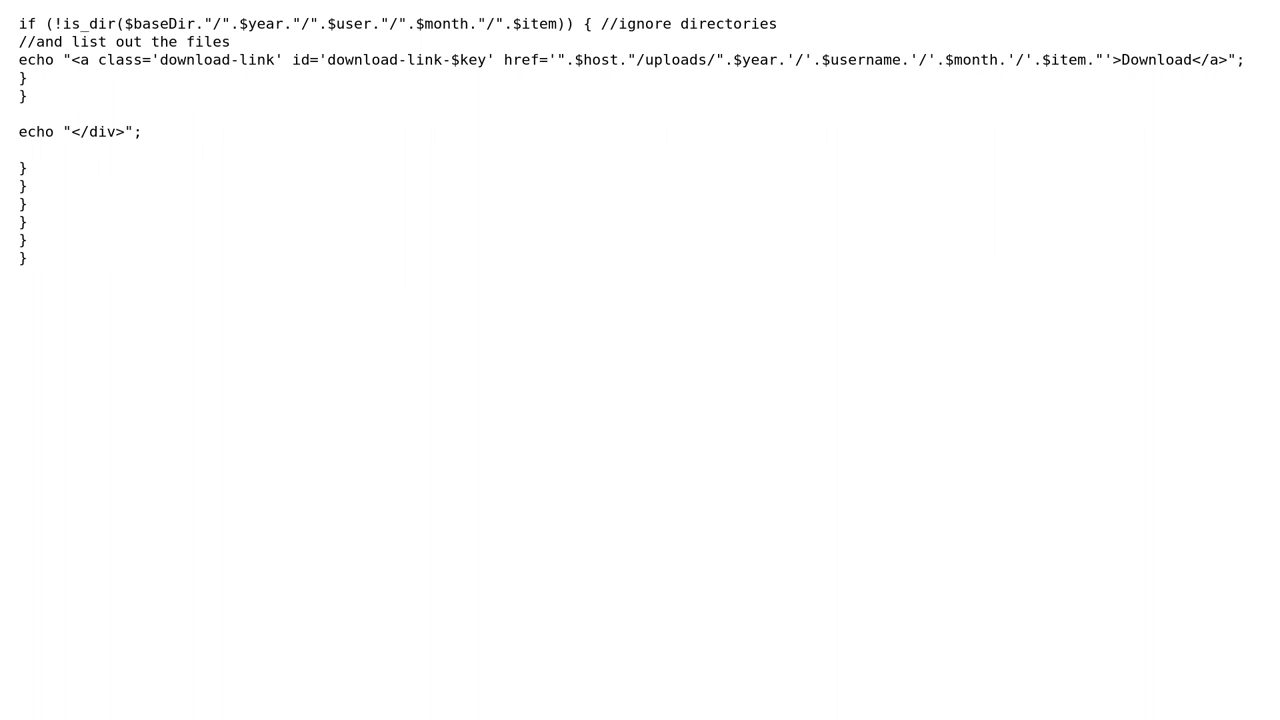 if (!is_dir($baseDir."/".$year."/".$user."/".$month."/".$item)) { //ignore directories
//and list out the files
echo "<a class='download-link' id='download-link-$key' href='".$host."/uploads/".$year.'/'.$username.'/'.$month.'/'.$item."'>Download</a>";
}
}
echo "</div>";
}
}
}
}
}
}